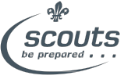 scouts
be prepared . . .